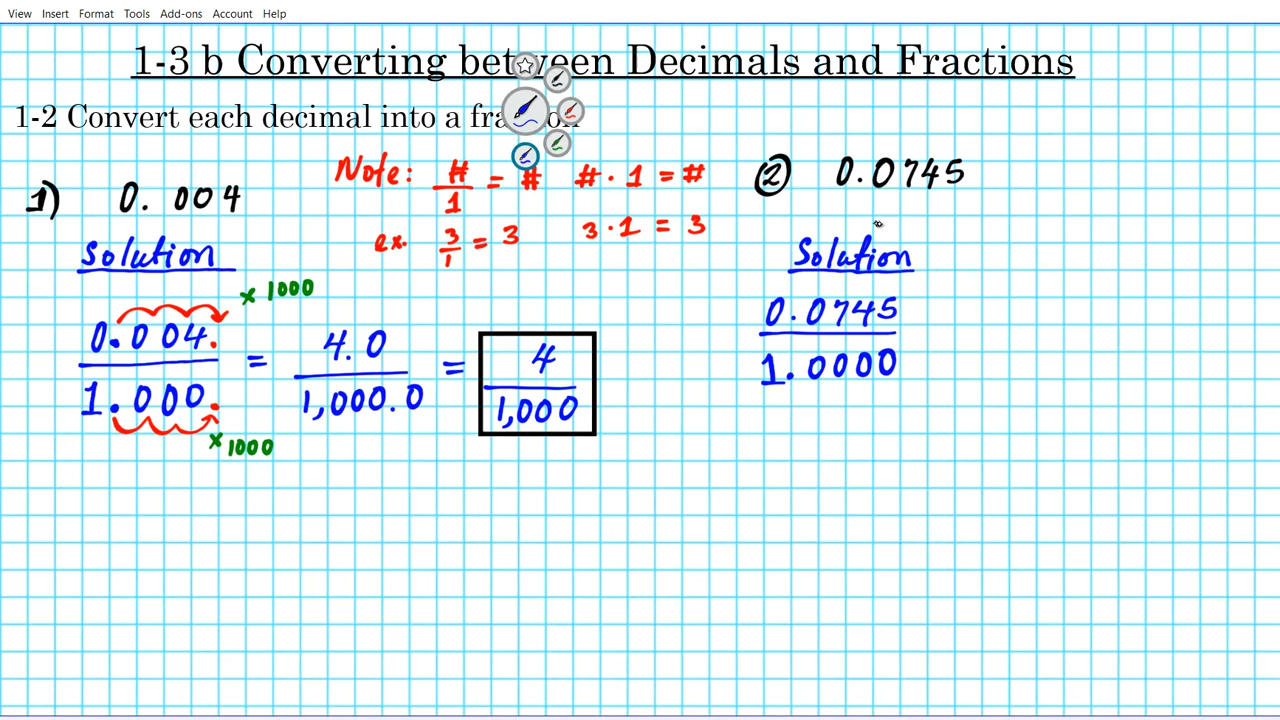 View Insert Format Tools Add-ons Account Help
1-3 b Converting between Decimals and Fractions
1-2 Convert each decimal into a fraction
1) 0.004
Note: #/1 = # # · 1 = #
ex. 3/1 = 3 3 · 1 = 3
Solution
× 1000
0.004. / 1.000. = 4.0 / 1,000.0 = 4 / 1,000
× 1000
② 0.0745
Solution
0.0745
1.0000